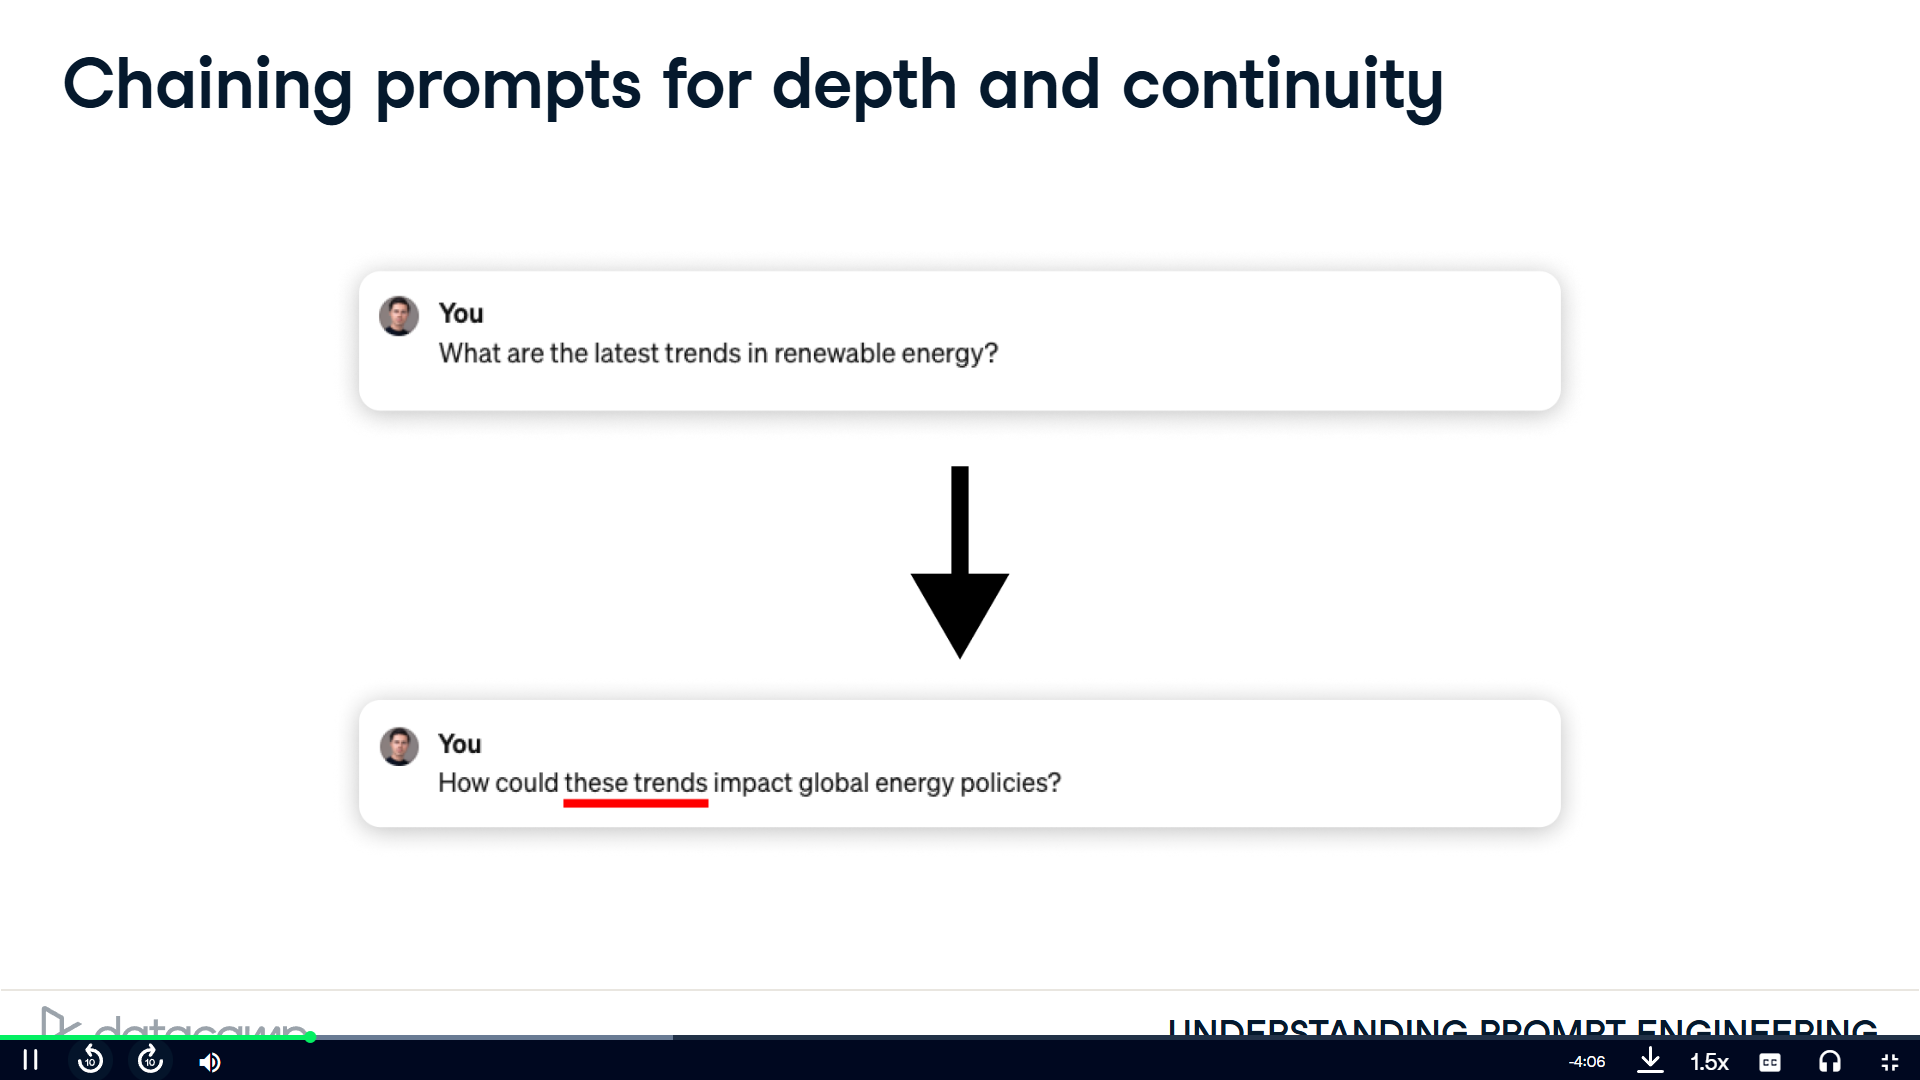 Chaining prompts for depth and continuity
You
What are the latest trends in renewable energy?
You
How could these trends impact global energy policies?
datacamp
UNDERSTANDING PROMPT ENGINEERING
10
10
-4:06
1.5x
CC